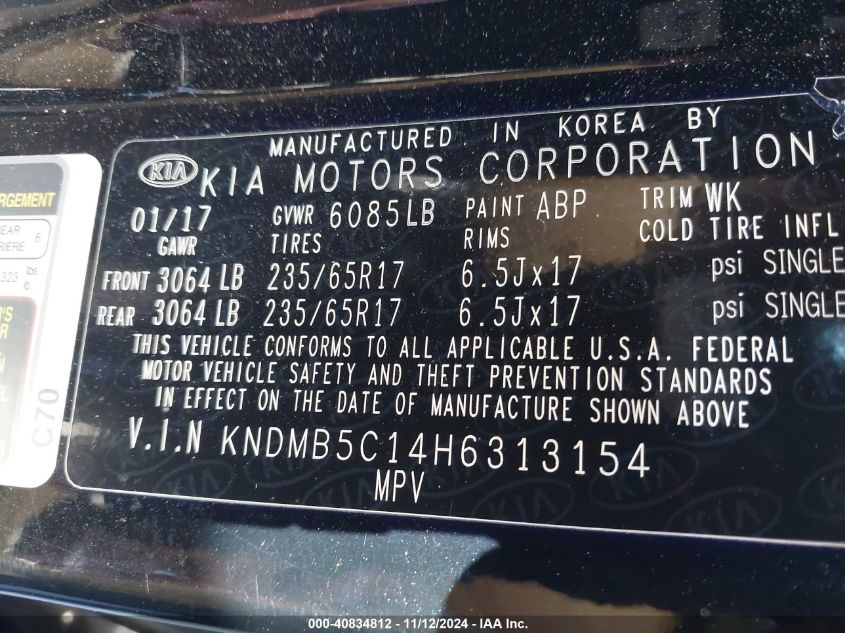 MANUFACTURED IN KOREA BY
KIA KIA MOTORS CORPORATION
01/17 GVWR 6085LB PAINT ABP TRIM WK
GAWR TIRES RIMS COLD TIRE INFL
FRONT 3064 LB 235/65R17 6.5Jx17 psi SINGLE
REAR 3064 LB 235/65R17 6.5Jx17 psi SINGLE
THIS VEHICLE CONFORMS TO ALL APPLICABLE U.S.A. FEDERAL
MOTOR VEHICLE SAFETY AND THEFT PREVENTION STANDARDS
IN EFFECT ON THE DATE OF MANUFACTURE SHOWN ABOVE
V.I.N KNDMB5C14H6313154
MPV
C70
000-40834812 - 11/12/2024 - IAA Inc.